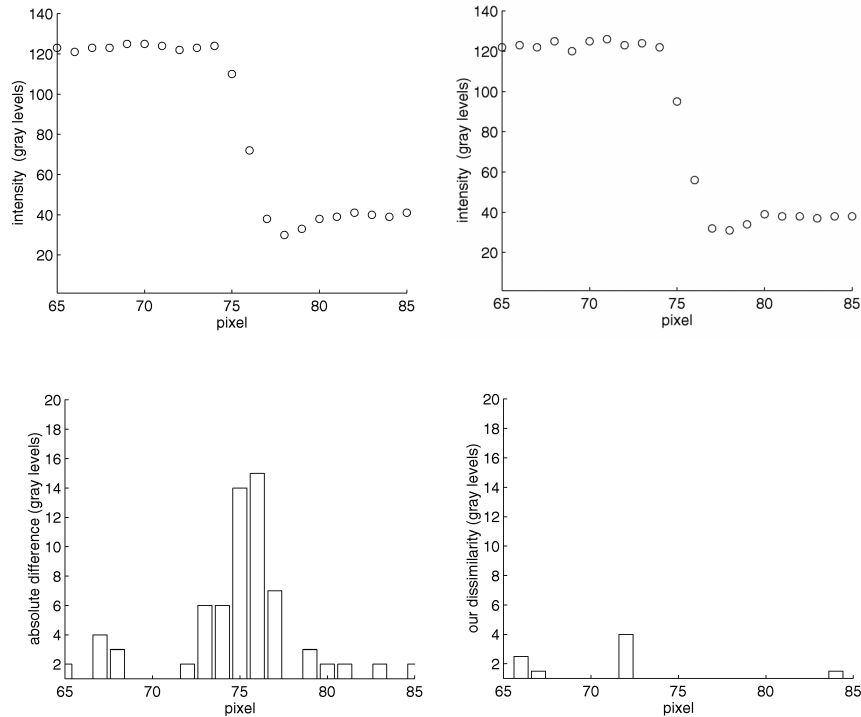 140
120
100
80
60
40
20
intensity (gray levels)
65 70 75 80 85
pixel
140
120
100
80
60
40
20
intensity (gray levels)
65 70 75 80 85
pixel
20
18
16
14
12
10
8
6
4
2
absolute difference (gray levels)
65 70 75 80 85
pixel
20
18
16
14
12
10
8
6
4
2
our dissimilarity (gray levels)
65 70 75 80 85
pixel